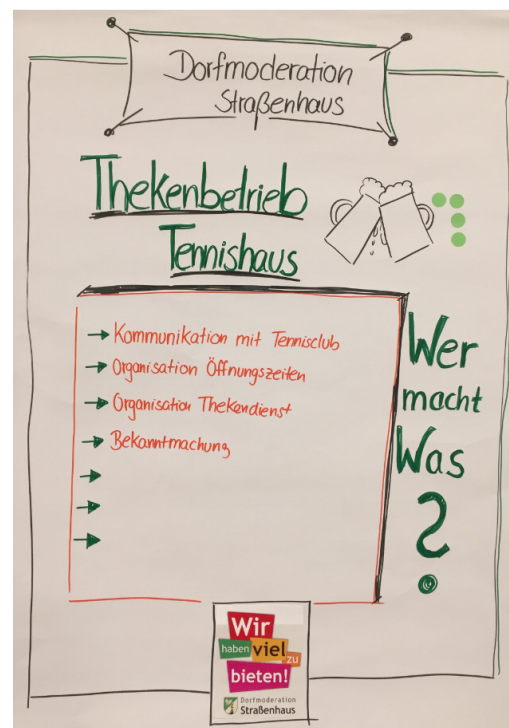 Dorfmoderation
Straßenhaus
Thekenbetrieb
Tennishaus
→ Kommunikation mit Tennisclub
→ Organisation Öffnungszeiten
→ Organisation Thekendienst
→ Bekanntmachung
→
→
→
Wer
macht
Was
?
Wir
haben viel zu
bieten!
Dorfmoderation
Straßenhaus